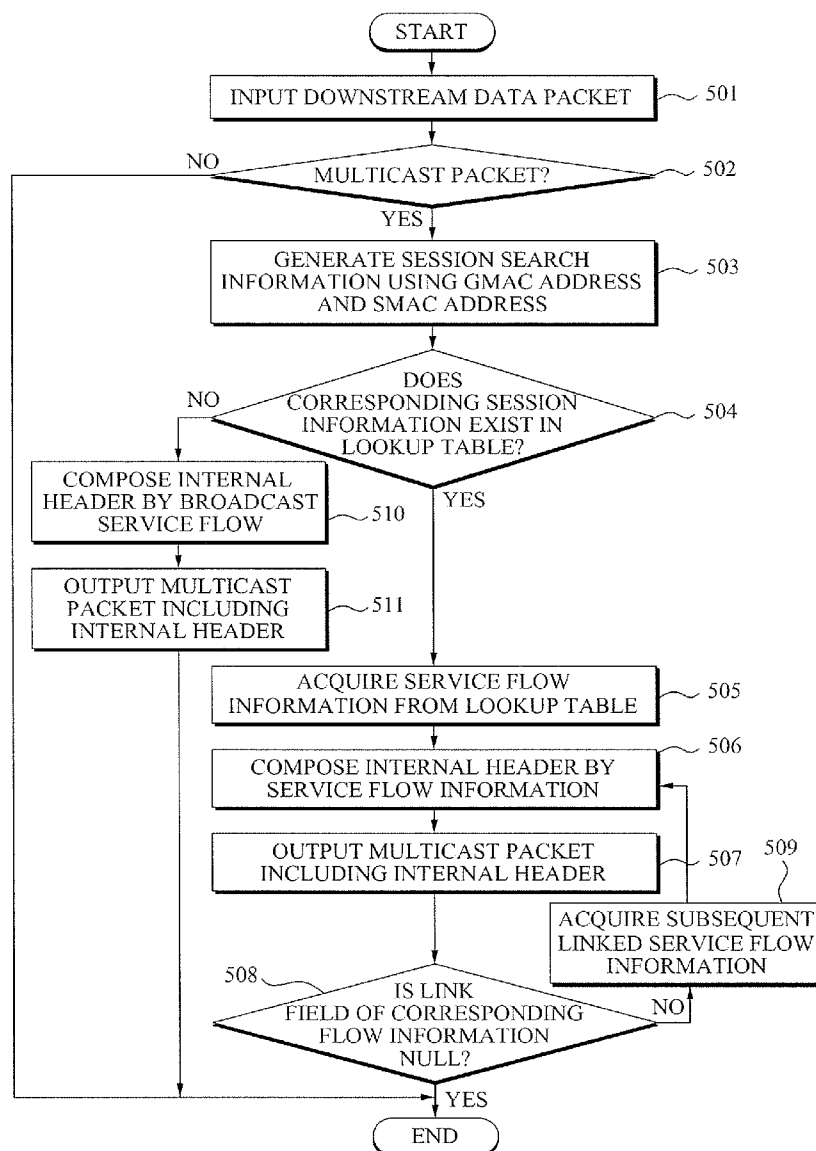 START
INPUT DOWNSTREAM DATA PACKET
501
NO
MULTICAST PACKET?
502
YES
GENERATE SESSION SEARCH
INFORMATION USING GMAC ADDRESS
AND SMAC ADDRESS
503
NO
DOES
CORRESPONDING SESSION
INFORMATION EXIST IN
LOOKUP TABLE?
504
YES
COMPOSE INTERNAL
HEADER BY BROADCAST
SERVICE FLOW
510
OUTPUT MULTICAST
PACKET INCLUDING
INTERNAL HEADER
511
ACQUIRE SERVICE FLOW
INFORMATION FROM LOOKUP TABLE
505
506
COMPOSE INTERNAL HEADER BY
SERVICE FLOW INFORMATION
OUTPUT MULTICAST PACKET
INCLUDING INTERNAL HEADER
507
509
ACQUIRE SUBSEQUENT
LINKED SERVICE FLOW
INFORMATION
508
IS LINK
FIELD OF CORRESPONDING
FLOW INFORMATION
NULL?
NO
YES
END